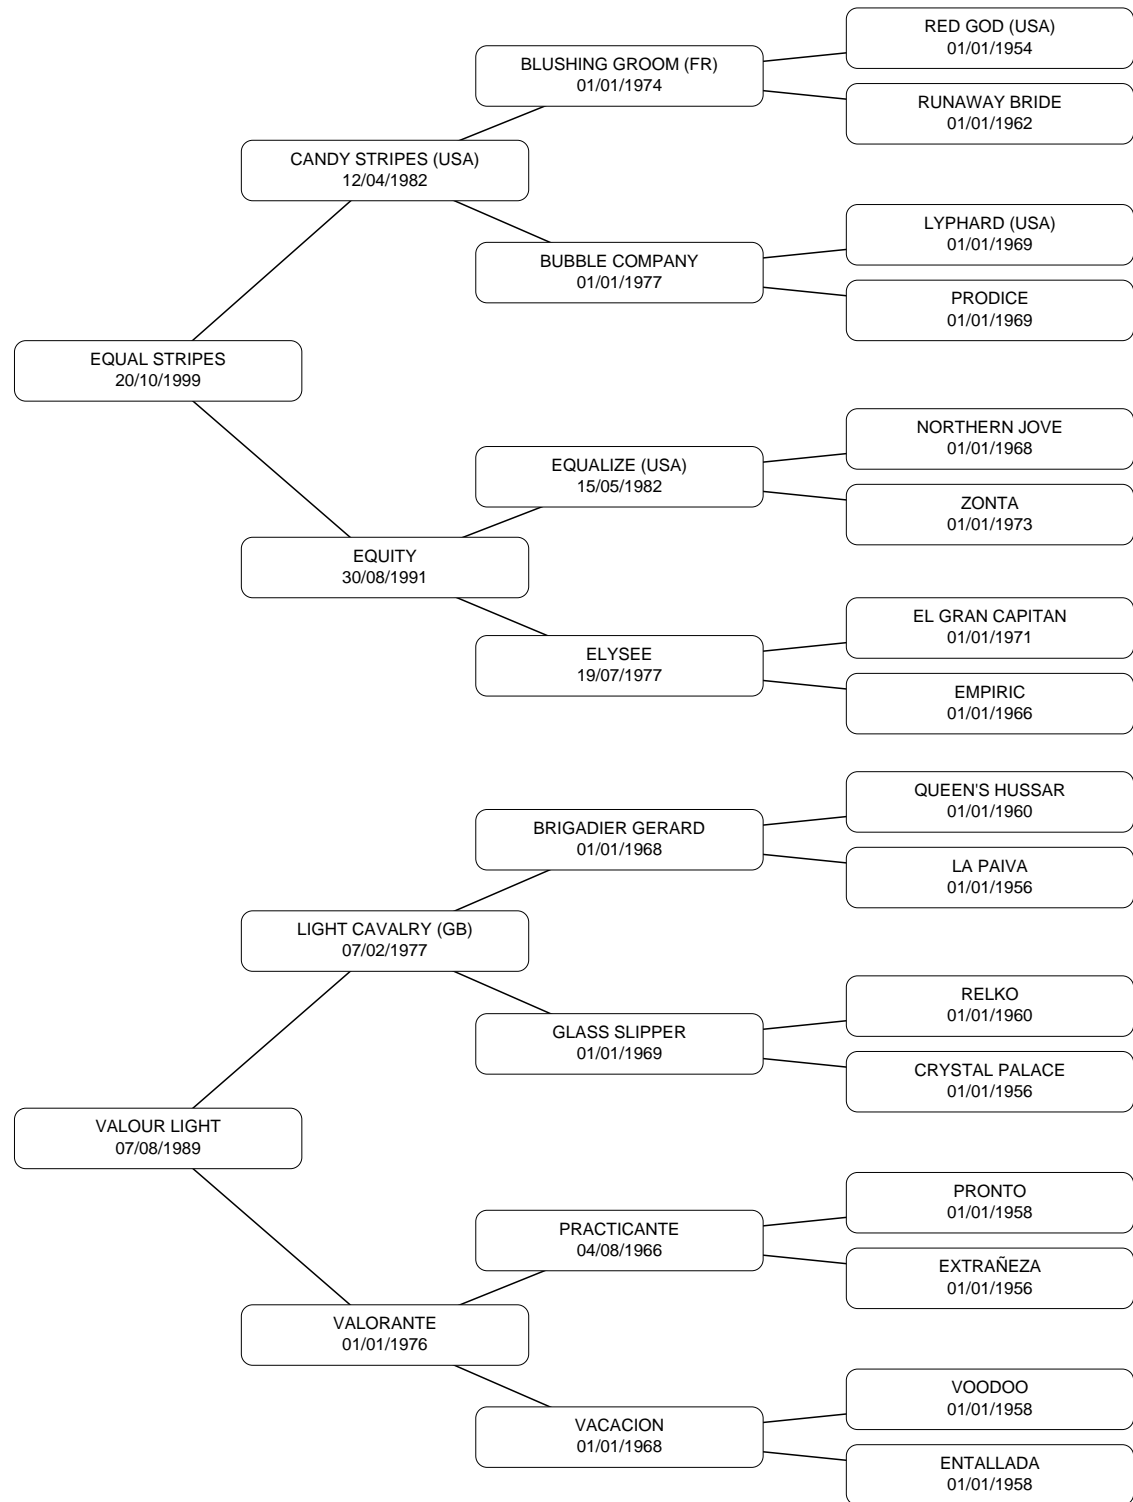 RED GOD (USA)
01/01/1954
BLUSHING GROOM (FR)
01/01/1974
RUNAWAY BRIDE
01/01/1962
CANDY STRIPES (USA)
12/04/1982
LYPHARD (USA)
01/01/1969
BUBBLE COMPANY
01/01/1977
PRODICE
01/01/1969
EQUAL STRIPES
20/10/1999
NORTHERN JOVE
01/01/1968
EQUALIZE (USA)
15/05/1982
ZONTA
01/01/1973
EQUITY
30/08/1991
EL GRAN CAPITAN
01/01/1971
ELYSEE
19/07/1977
EMPIRIC
01/01/1966
QUEEN'S HUSSAR
01/01/1960
BRIGADIER GERARD
01/01/1968
LA PAIVA
01/01/1956
LIGHT CAVALRY (GB)
07/02/1977
RELKO
01/01/1960
GLASS SLIPPER
01/01/1969
CRYSTAL PALACE
01/01/1956
VALOUR LIGHT
07/08/1989
PRONTO
01/01/1958
PRACTICANTE
04/08/1966
EXTRAÑEZA
01/01/1956
VALORANTE
01/01/1976
VOODOO
01/01/1958
VACACION
01/01/1968
ENTALLADA
01/01/1958